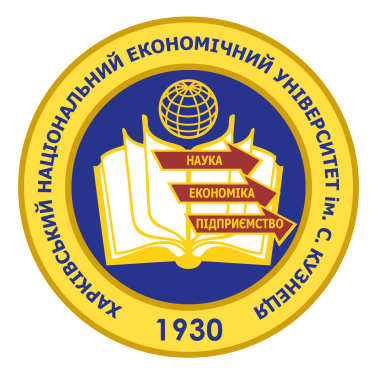 ХАРКІВСЬКИЙ НАЦІОНАЛЬНИЙ ЕКОНОМІЧНИЙ УНІВЕРСИТЕТ ім. С. КУЗНЕЦЯ
НАУКА
ЕКОНОМІКА
ПІДПРИЄМСТВО
1930